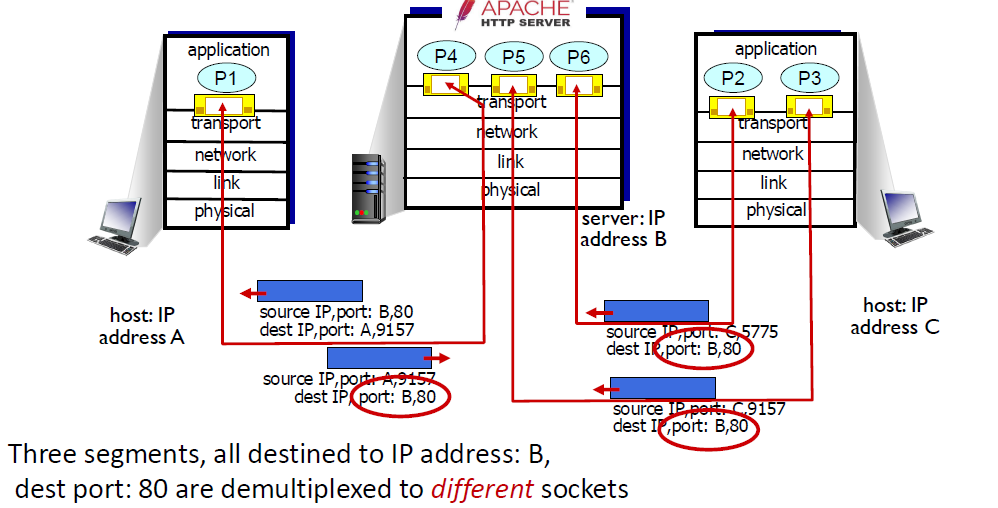 APACHE
HTTP SERVER
application
P1
transport
network
link
physical
P4
P5
P6
transport
network
link
physical
application
P2
P3
transport
network
link
physical
server: IP
address B
host: IP
address A
source IP,port: B,80
dest IP,port: A,9157
source IP,port: A,9157
dest IP, port: B,80
source IP,port: C,5775
dest IP,port: B,80
source IP,port: C,9157
dest IP,port: B,80
host: IP
address C
Three segments, all destined to IP address: B,
dest port: 80 are demultiplexed to different sockets